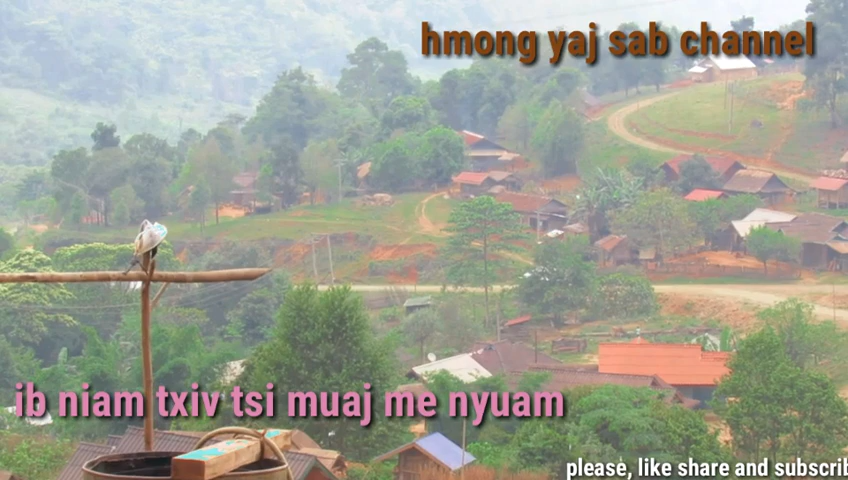 hmong yaj sab channel
ib niam txiv tsi muaj me nyuam
please, like share and subscrib